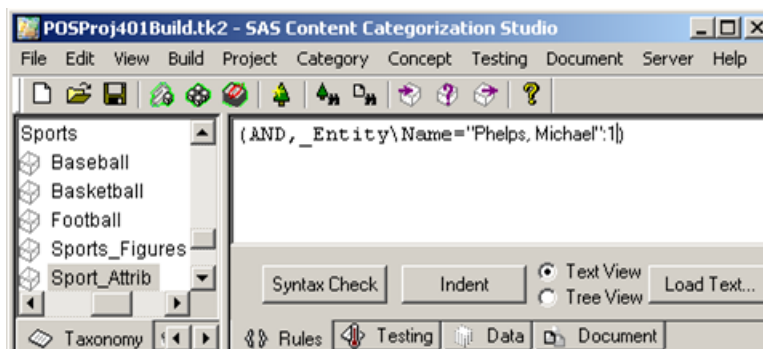 POSProj401Build.tk2 - SAS Content Categorization Studio
File Edit View Build Project Category Concept Testing Document Server Help
Sports
Baseball
Basketball
Football
Sports_Figures
Sport_Attrib
(AND,_Entity\Name="Phelps, Michael":1)
Syntax Check
Indent
Text View
Tree View
Load Text...
Taxonomy
Rules
Testing
Data
Document